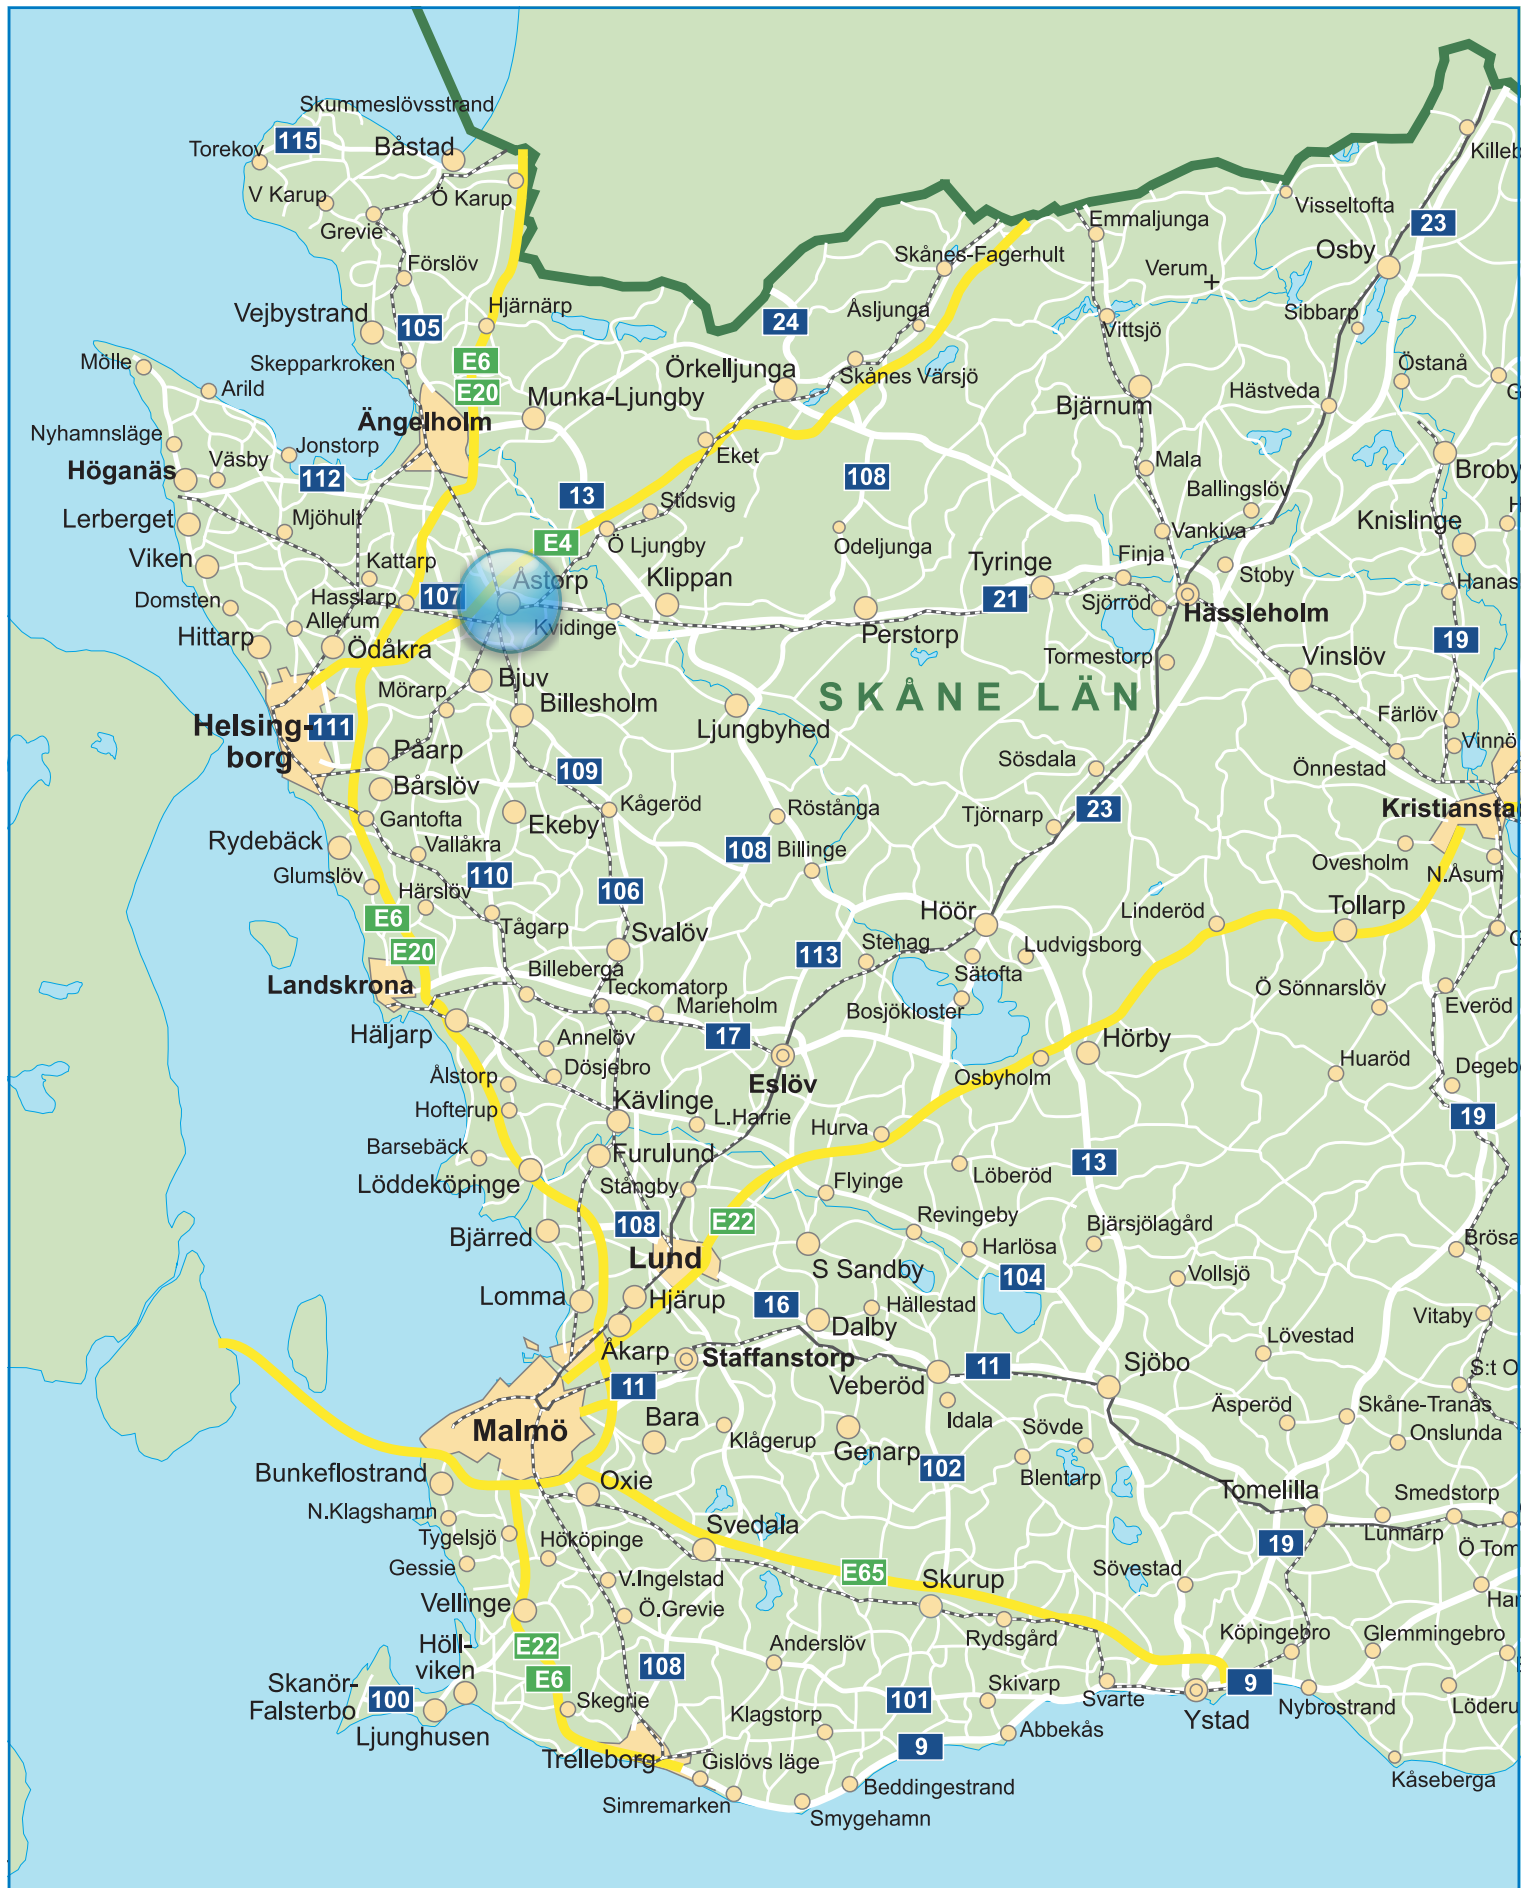 Skummeslövsstrand
115
Båstad
Torekov
Killeb
V Karup
Ö Karup
Visseltofta
Grevie
Emmaljunga
23
Skånes-Fagerhult
Osby
Förslöv
Verum
Hjärnärp
Åsljunga
Sibbarp
Vejbystrand
105
24
Vittsjö
Mölle
Skepparkroken
E6
Örkelljunga
Skånes Värsjö
Östanå
Arild
E20
Munka-Ljungby
Bjärnum
Hästveda
G
Ängelholm
Nyhamnsläge
Jonstorp
Eket
Mala
Broby
Höganäs
Väsby
112
13
108
Ballingslöv
Stidsvig
H
Lerberget
Mjöhult
Vankiva
Knislinge
E4
Ö Ljungby
Odeljunga
Finja
Viken
Kattarp
Åstorp
Klippan
Tyringe
Stoby
Hanas
Domsten
Hasslarp
107
21
Sjörröd
Hässleholm
Allerum
Kvidinge
Perstorp
Hittarp
Ödåkra
19
Tormestorp
Vinslöv
Mörarp
Bjuv
SKÅNE LÄN
Billesholm
Ljungbyhed
Färlöv
Helsing-
borg
111
Påarp
Vinnö
109
Sösdala
Önnestad
Bårslöv
Kågeröd
Röstånga
Tjörnarp
23
Kristianstad
Gantofta
Ekeby
Rydebäck
Vallåkra
108
Billinge
Ovesholm
N.Åsum
Glumslöv
110
106
Härslöv
E6
Tågarp
Höör
Linderöd
Tollarp
Svalöv
Stehag
Ludvigsborg
G
E20
113
Billeberga
Sätofta
Landskrona
Teckomatorp
Marieholm
Bosjökloster
Ö Sönnarslöv
Everöd
Häljarp
Annelöv
17
Hörby
Dösjebro
Huaröd
Degeb
Ålstorp
Eslöv
Osbyholm
Hofterup
Kävlinge
L.Harrie
19
Hurva
Barsebäck
Furulund
13
Löberöd
Löddeköpinge
Stångby
Flyinge
Bjärred
108
E22
Revingeby
Bjärsjölagård
Brösa
Lund
S Sandby
Harlösa
104
Vollsjö
Lomma
Hjärup
16
Hällestad
Vitaby
Dalby
Lövestad
Åkarp
Staffanstorp
11
Sjöbo
11
Veberöd
S:t O
Malmö
Bara
Idala
Sövde
Äsperöd
Skåne-Tranås
Klågerup
Genarp
Onslunda
Bunkeflostrand
102
Blentarp
Oxie
Tomelilla
Smedstorp
N.Klagshamn
Svedala
Lunnarp
Tygelsjö
Hököpinge
19
Ö Tom
Gessie
E65
Sövestad
V.Ingelstad
Skurup
Har
Vellinge
Ö.Grevie
Rydsgård
Höll-
viken
E22
Anderslöv
Köpingebro
Glemmingebro
108
Skanör-
Falsterbo
E6
Skivarp
Svarte
9
Nybrostrand
Löderu
100
Skegrie
101
Ljunghusen
Klagstorp
Abbekås
Ystad
9
Trelleborg
Gislövs läge
Beddingestrand
Kåseberga
Simremarken
Smygehamn